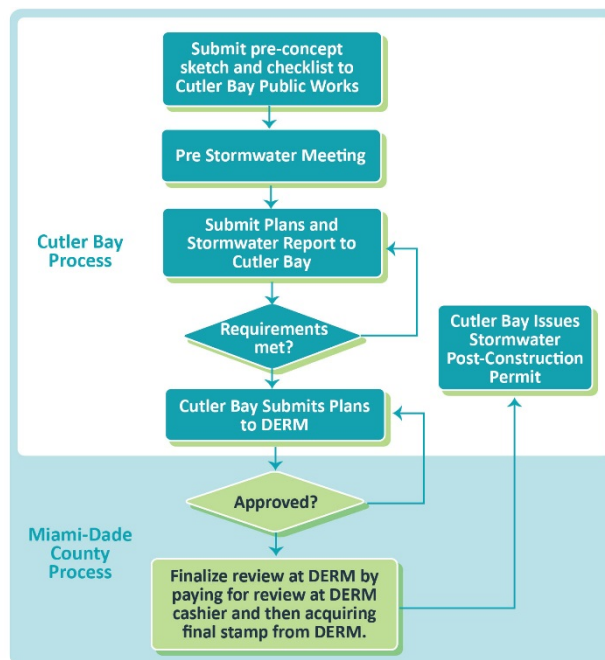 Submit pre-concept
sketch and checklist to
Cutler Bay Public Works
Pre Stormwater Meeting
Cutler Bay
Process
Submit Plans and
Stormwater Report to
Cutler Bay
Requirements
met?
Cutler Bay Issues
Stormwater
Post-Construction
Permit
Cutler Bay Submits Plans
to DERM
Approved?
Miami-Dade
County
Process
Finalize review at DERM by
paying for review at DERM
cashier and then acquiring
final stamp from DERM.